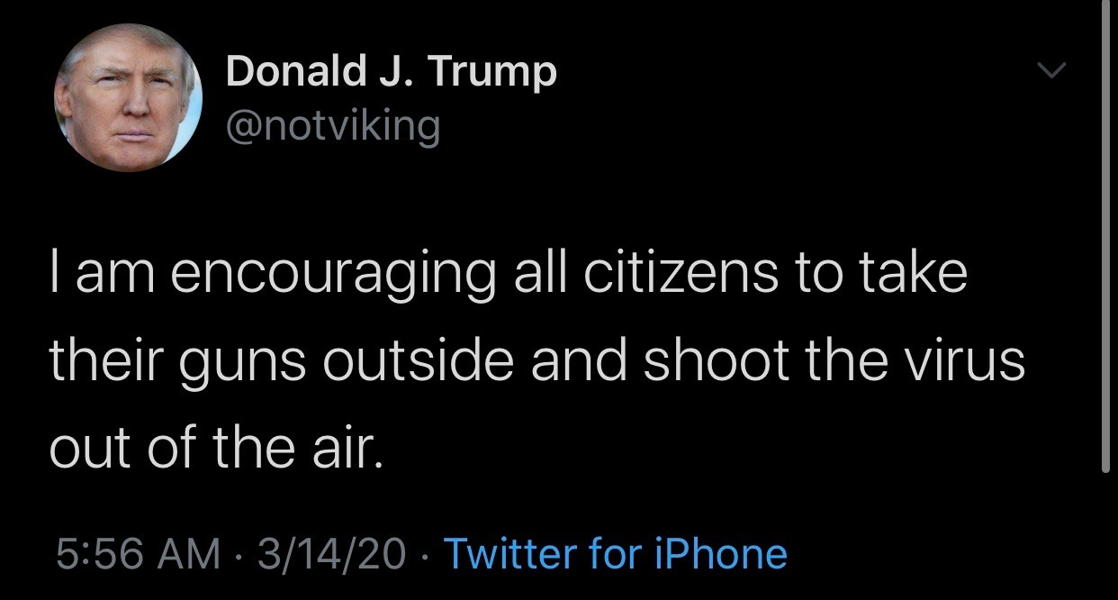 Donald J. Trump
@notviking
I am encouraging all citizens to take
their guns outside and shoot the virus
out of the air.
5:56 AM · 3/14/20 · Twitter for iPhone